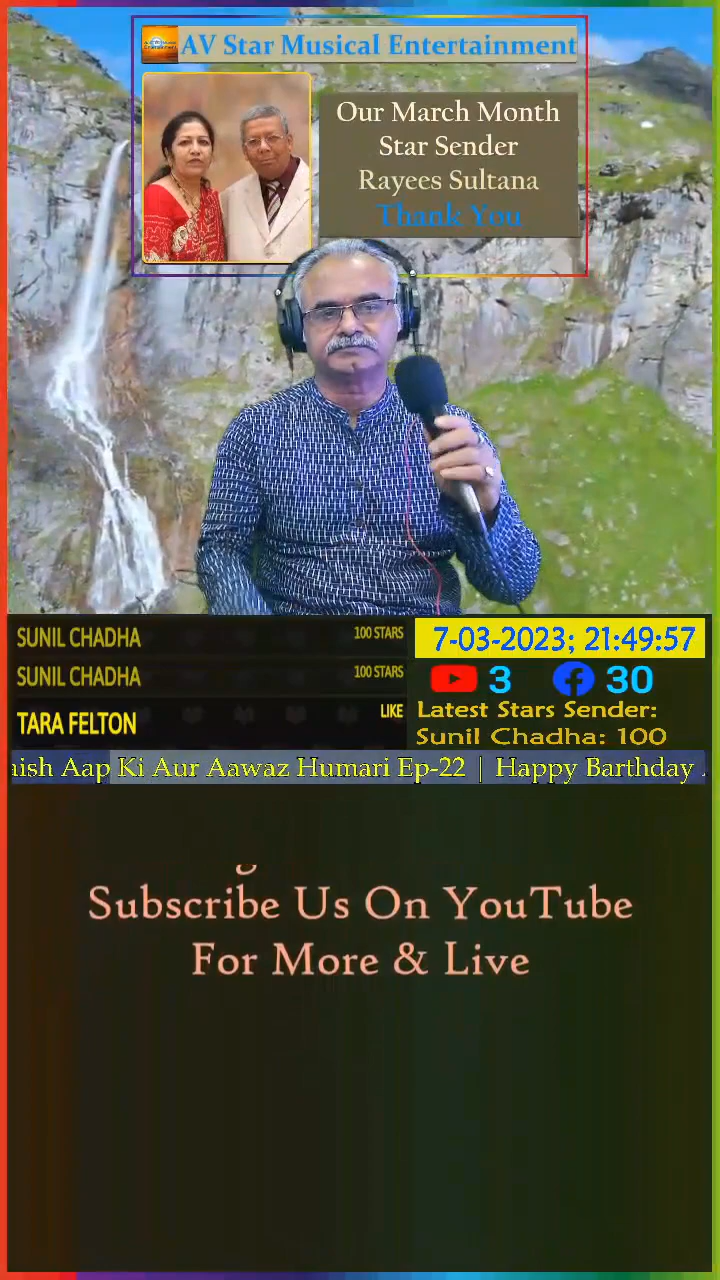 AV Star Musical Entertainment
Our March Month
Star Sender
Rayees Sultana
Thank You
SUNIL CHADHA 100 STARS
SUNIL CHADHA 100 STARS
TARA FELTON LIKE
7-03-2023; 21:49:57
3 30
Latest Stars Sender:
Sunil Chadha: 100
aish Aap Ki Aur Aawaz Humari Ep-22 | Happy Barthday
Subscribe Us On YouTube
For More & Live